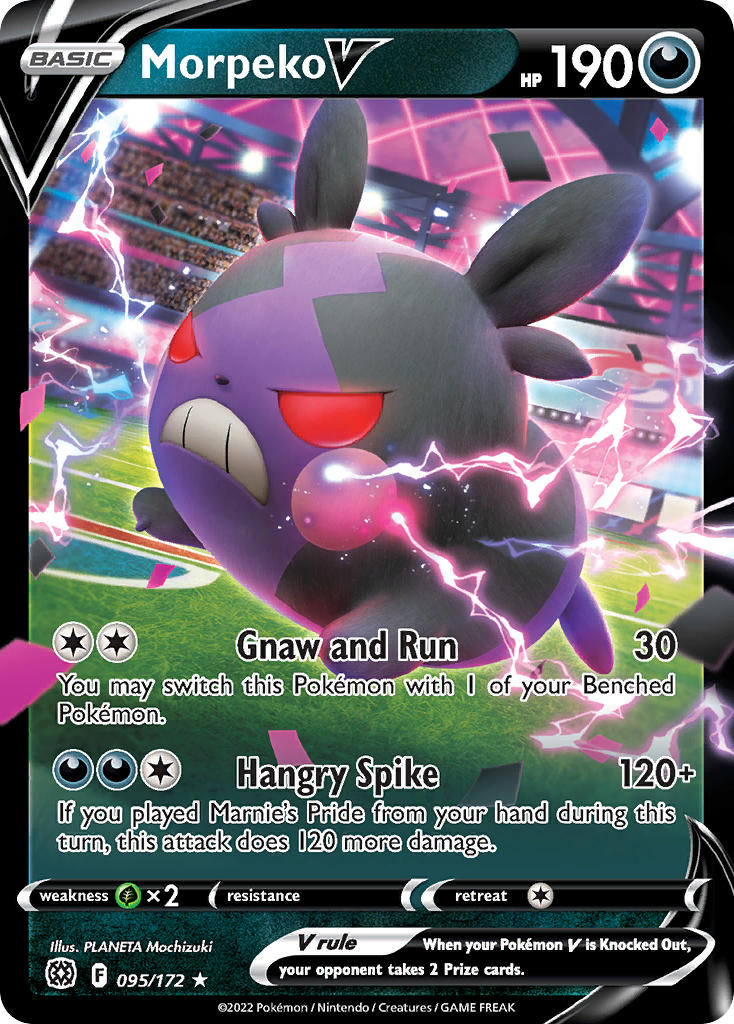 BASIC Morpeko V HP 190
Gnaw and Run 30
You may switch this Pokémon with 1 of your Benched
Pokémon.
Hangry Spike 120+
If you played Marnie's Pride from your hand during this
turn, this attack does 120 more damage.
weakness ×2 resistance retreat
Illus. PLANETA Mochizuki
V rule When your Pokémon V is Knocked Out,
your opponent takes 2 Prize cards.
F 095/172 ★
©2022 Pokémon / Nintendo / Creatures / GAME FREAK